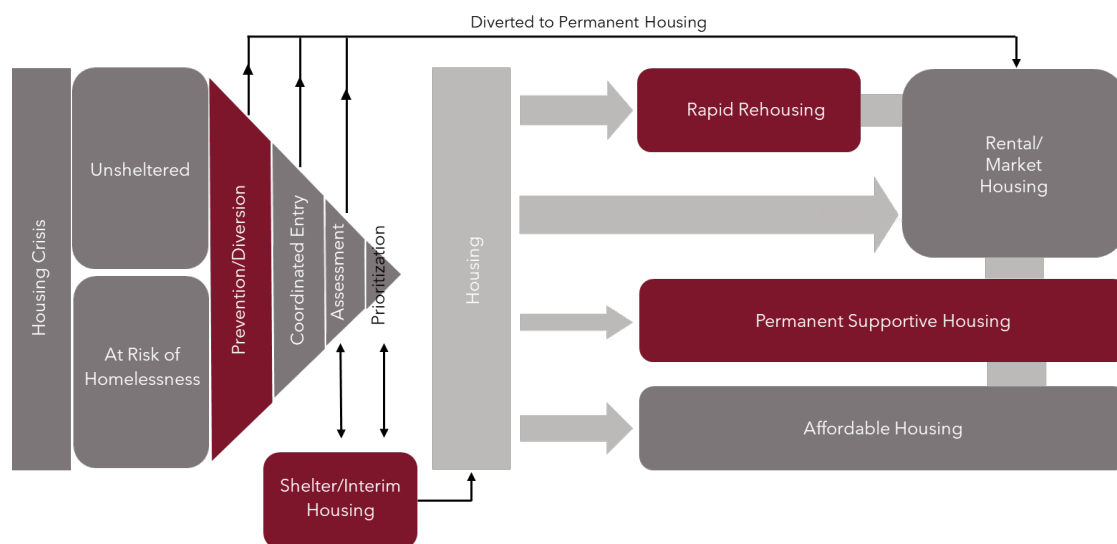 Diverted to Permanent Housing
Housing Crisis
Unsheltered
At Risk of
Homelessness
Prevention/Diversion
Coordinated Entry
Assessment
Prioritization
Shelter/Interim
Housing
Housing
Rapid Rehousing
Rental/
Market
Housing
Permanent Supportive Housing
Affordable Housing